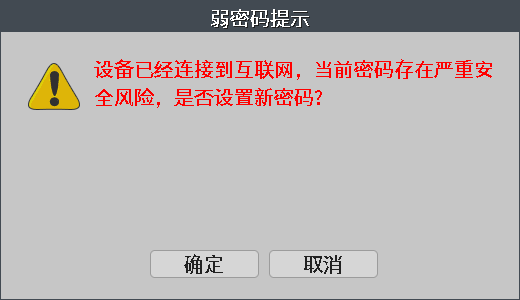 弱密码提示
设备已经连接到互联网，当前密码存在严重安
全风险，是否设置新密码?
确定
取消